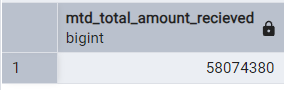 mtd_total_amount_recieved
bigint
1 58074380